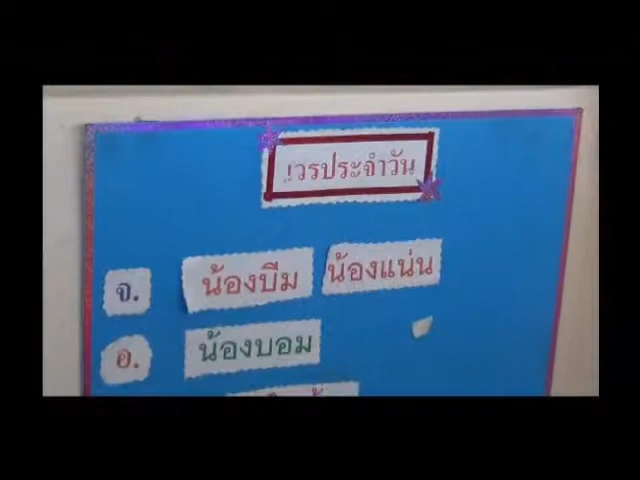 เวรประจำวัน
จ. น้องบีม น้องแน่น
อ. น้องบอม